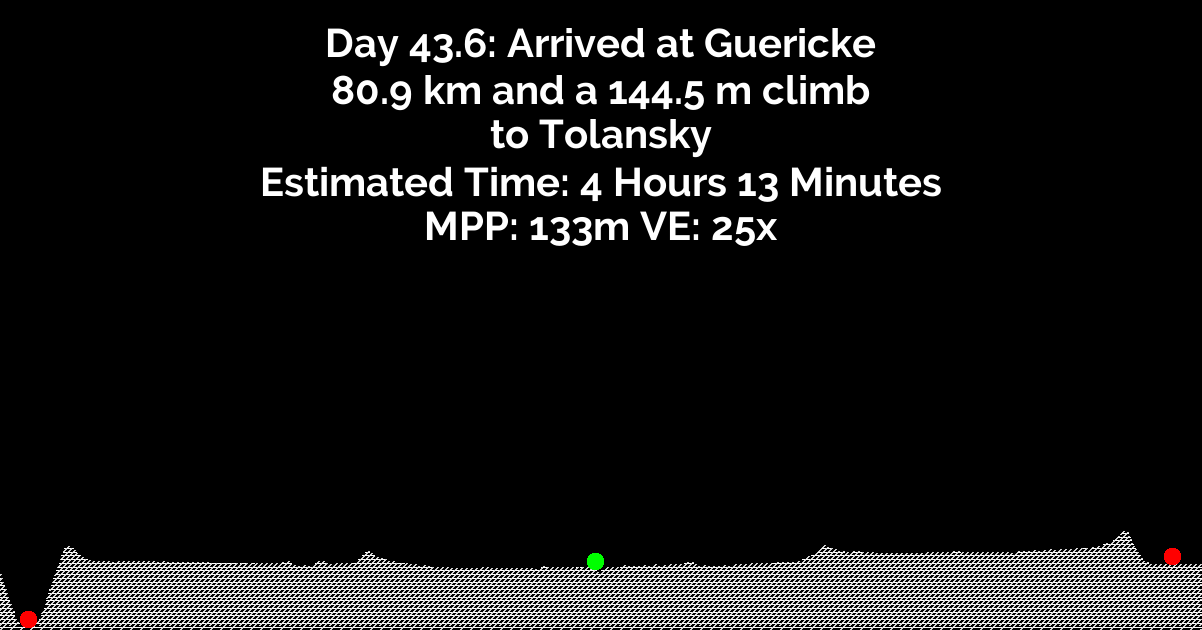 Day 43.6: Arrived at Guericke
80.9 km and a 144.5 m climb
to Tolansky
Estimated Time: 4 Hours 13 Minutes
MPP: 133m VE: 25x